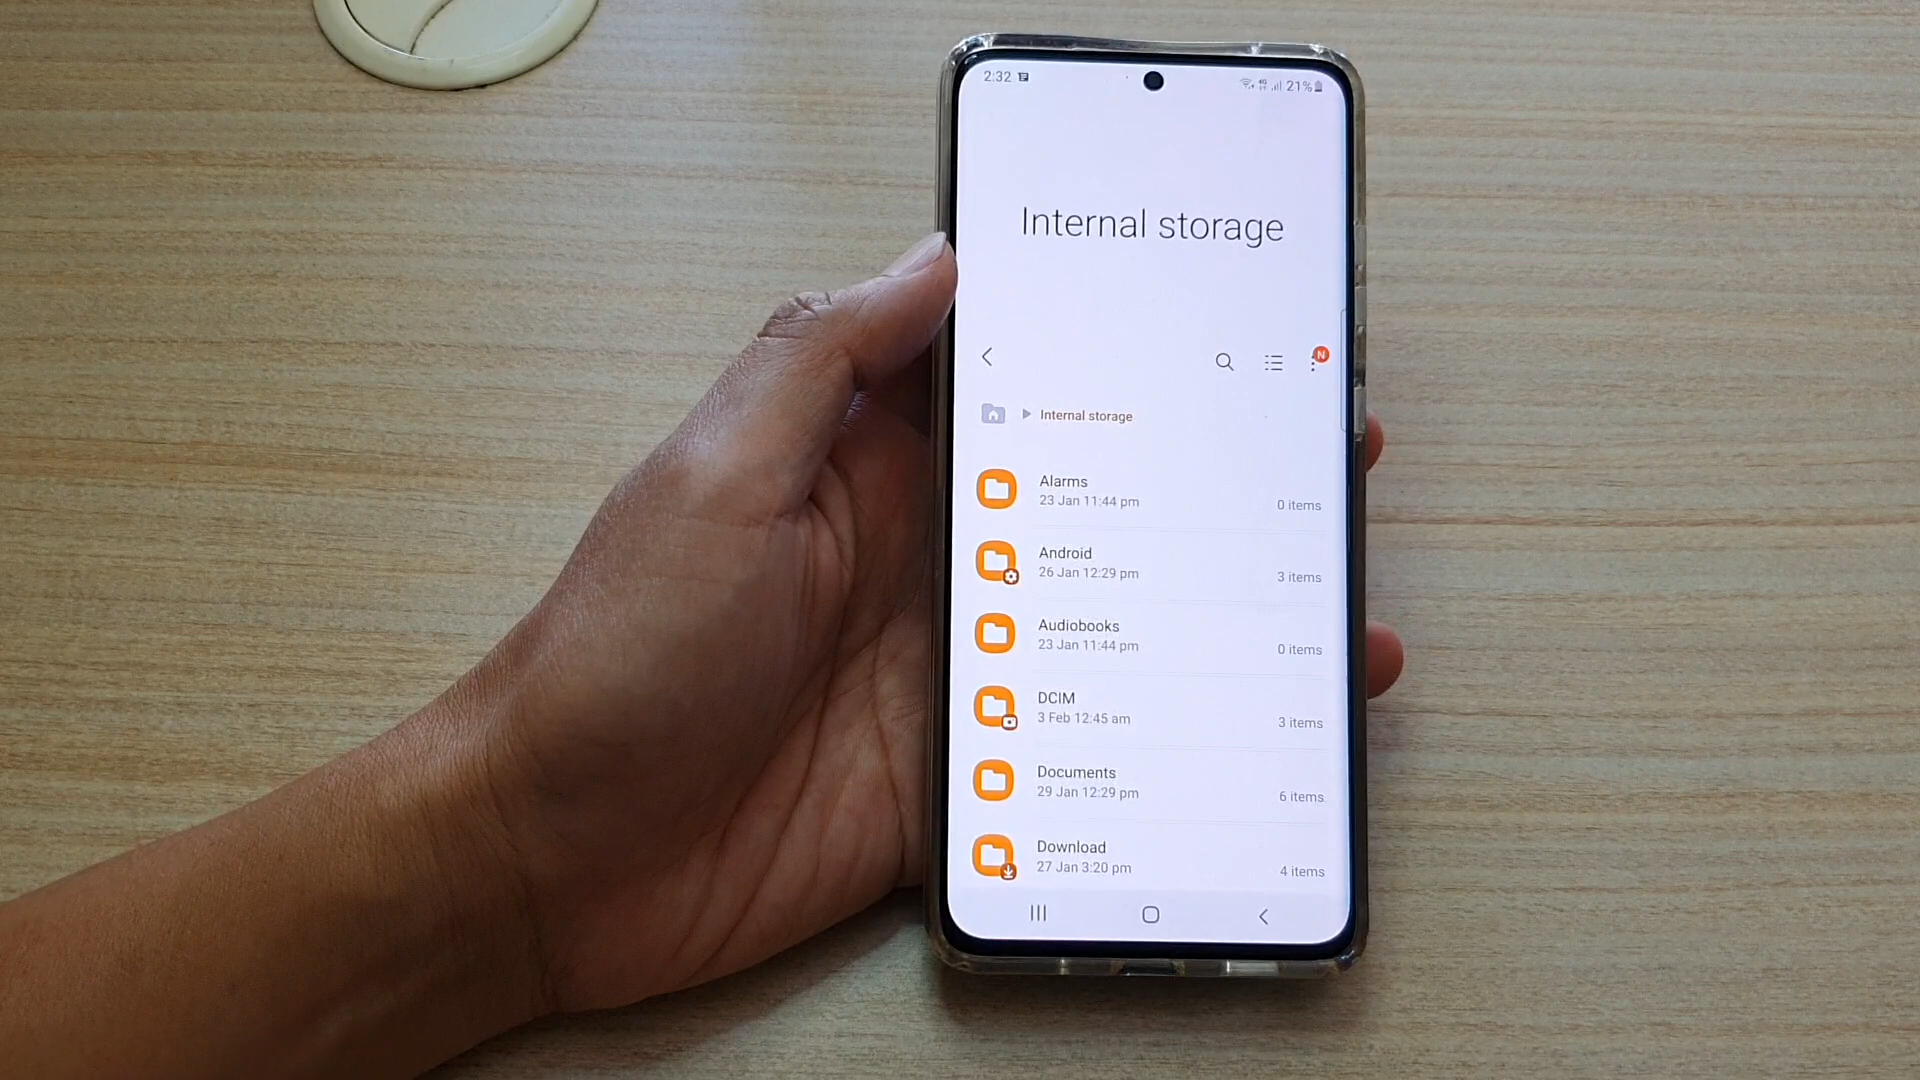 2:32
21%
Internal storage
N
Internal storage
Alarms
23 Jan 11:44 pm
0 items
Android
26 Jan 12:29 pm
3 items
Audiobooks
23 Jan 11:44 pm
0 items
DCIM
3 Feb 12:45 am
3 items
Documents
29 Jan 12:29 pm
6 items
Download
27 Jan 3:20 pm
4 items